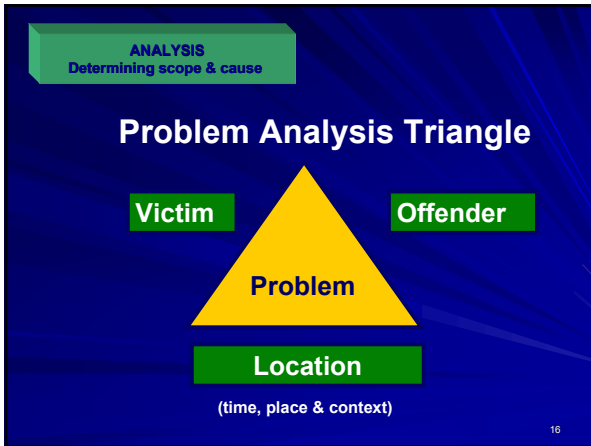 ANALYSIS
Determining scope & cause
Problem Analysis Triangle
Victim
Offender
Problem
Location
(time, place & context)
16